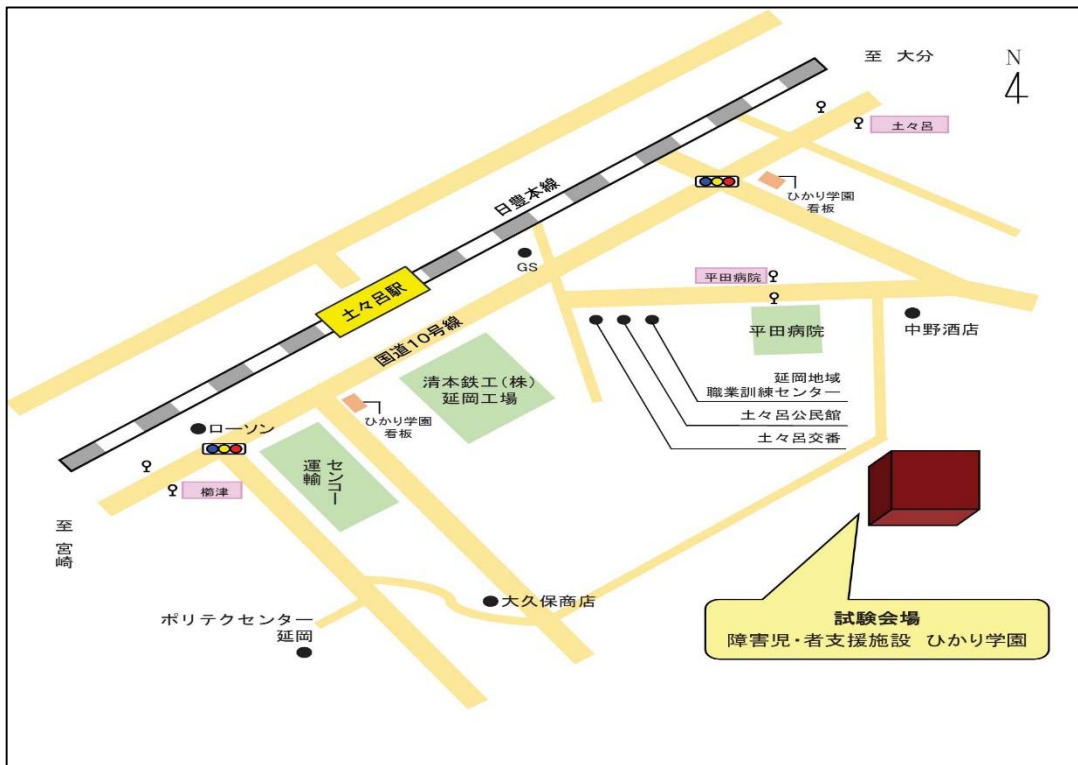 至 大分
N
4
土々呂
日豊本線
ひかり学園
看板
GS
平田病院
土々呂駅
平田病院
中野酒店
国道10号線
清本鉄工(株)
延岡工場
延岡地域
職業訓練センター
土々呂公民館
土々呂交番
ひかり学園
看板
ローソン
センコー
運輸
櫛津
至 宮崎
大久保商店
ポリテクセンター
延岡
試験会場
障害児・者支援施設 ひかり学園